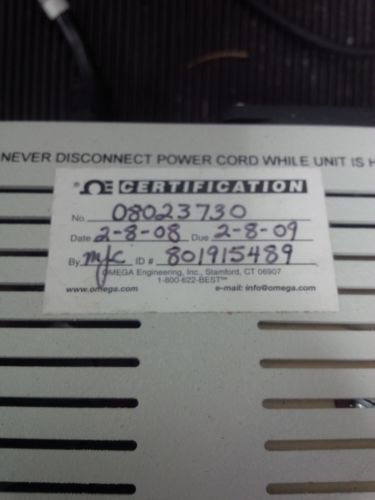 NEVER DISCONNECT POWER CORD WHILE UNIT IS H
ΩE CERTIFICATION
No. 08023730
Date 2-8-08 Due 2-8-09
By mjc ID # 801915489
OMEGA Engineering, Inc., Stamford, CT 06907
1-800-622-BEST™
www.omega.com e-mail: info@omega.com